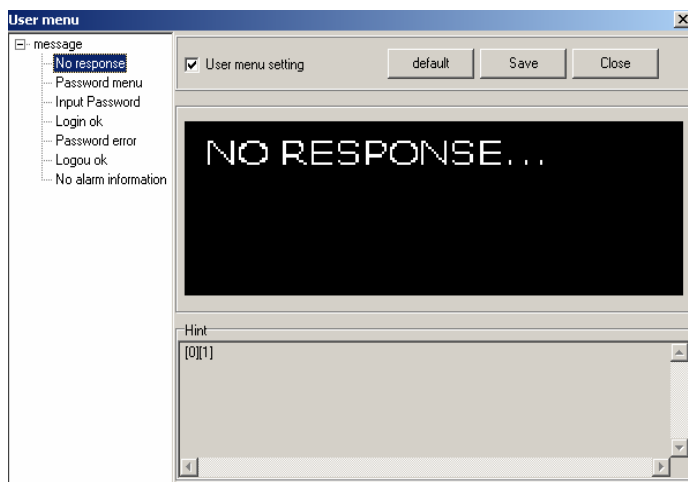 User menu
message
No response
Password menu
Input Password
Login ok
Password error
Logou ok
No alarm information
User menu setting
default
Save
Close
NO RESPONSE...
Hint
[0][1]